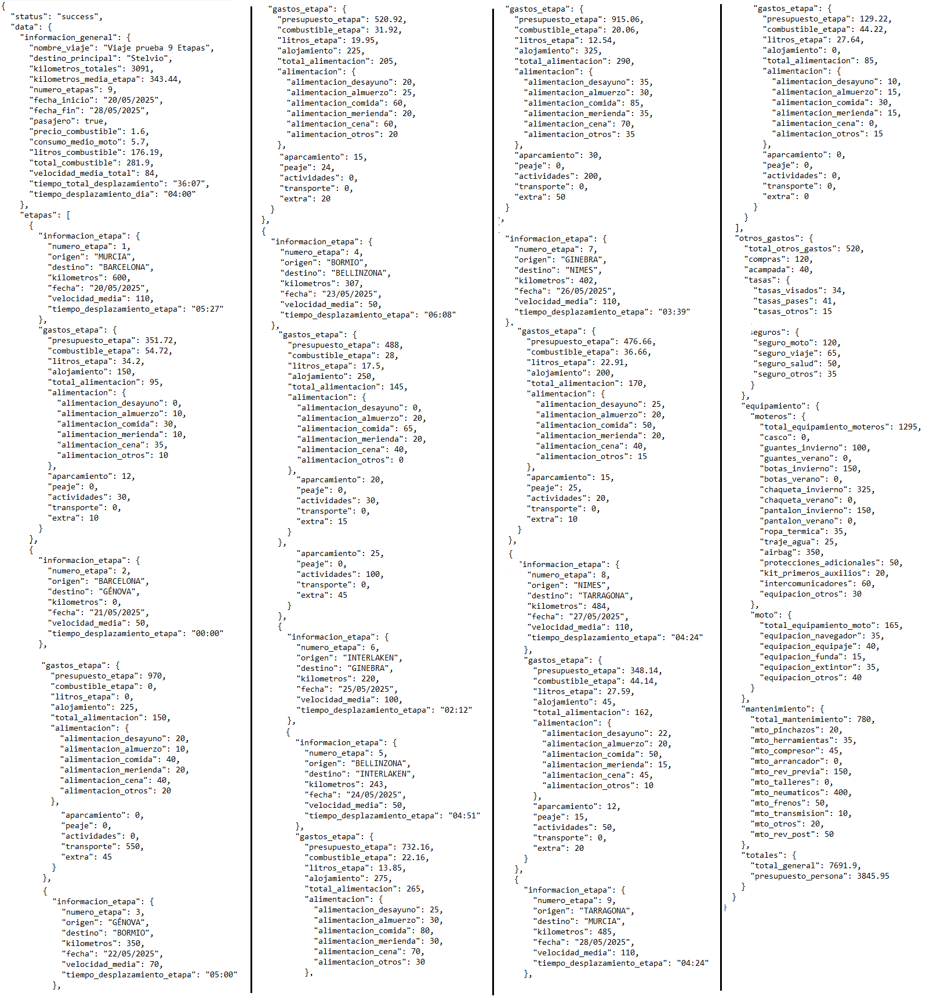 {
"status": "success",
"data": {
"informacion_general": {
"nombre_viaje": "Viaje prueba 9 Etapas",
"destino_principal": "Stelvio",
"kilometros_totales": 3091,
"kilometros_media_etapa": 343.44,
"numero_etapas": 9,
"fecha_inicio": "20/05/2025",
"fecha_fin": "28/05/2025",
"pasajero": true,
"precio_combustible": 1.6,
"consumo_medio_moto": 5.7,
"litros_combustible": 176.19,
"total_combustible": 281.9,
"velocidad_media_total": 84,
"tiempo_total_desplazamiento": "36:07",
"tiempo_desplazamiento_dia": "04:00"
},
"etapas": [
{
"informacion_etapa": {
"numero_etapa": 1,
"origen": "MURCIA",
"destino": "BARCELONA",
"kilometros": 600,
"fecha": "20/05/2025",
"velocidad_media": 110,
"tiempo_desplazamiento_etapa": "05:27"
},
"gastos_etapa": {
"presupuesto_etapa": 351.72,
"combustible_etapa": 54.72,
"litros_etapa": 34.2,
"alojamiento": 150,
"total_alimentacion": 95,
"alimentacion": {
"alimentacion_desayuno": 0,
"alimentacion_almuerzo": 10,
"alimentacion_comida": 30,
"alimentacion_merienda": 10,
"alimentacion_cena": 35,
"alimentacion_otros": 10
},
"aparcamiento": 12,
"peaje": 0,
"actividades": 30,
"transporte": 0,
"extra": 10
}
},
{
"informacion_etapa": {
"numero_etapa": 2,
"origen": "BARCELONA",
"destino": "GÉNOVA",
"kilometros": 0,
"fecha": "21/05/2025",
"velocidad_media": 50,
"tiempo_desplazamiento_etapa": "00:00"
},
"gastos_etapa": {
"presupuesto_etapa": 970,
"combustible_etapa": 0,
"litros_etapa": 0,
"alojamiento": 225,
"total_alimentacion": 150,
"alimentacion": {
"alimentacion_desayuno": 20,
"alimentacion_almuerzo": 10,
"alimentacion_comida": 40,
"alimentacion_merienda": 20,
"alimentacion_cena": 40,
"alimentacion_otros": 20
},
"aparcamiento": 0,
"peaje": 0,
"actividades": 0,
"transporte": 550,
"extra": 45
}
},
{
"informacion_etapa": {
"numero_etapa": 3,
"origen": "GÉNOVA",
"destino": "BORMIO",
"kilometros": 350,
"fecha": "22/05/2025",
"velocidad_media": 70,
"tiempo_desplazamiento_etapa": "05:00"
},
"gastos_etapa": {
"presupuesto_etapa": 520.92,
"combustible_etapa": 31.92,
"litros_etapa": 19.95,
"alojamiento": 225,
"total_alimentacion": 205,
"alimentacion": {
"alimentacion_desayuno": 20,
"alimentacion_almuerzo": 25,
"alimentacion_comida": 60,
"alimentacion_merienda": 20,
"alimentacion_cena": 60,
"alimentacion_otros": 20
},
"aparcamiento": 15,
"peaje": 24,
"actividades": 0,
"transporte": 0,
"extra": 20
}
},
{
"informacion_etapa": {
"numero_etapa": 4,
"origen": "BORMIO",
"destino": "BELLINZONA",
"kilometros": 307,
"fecha": "23/05/2025",
"velocidad_media": 50,
"tiempo_desplazamiento_etapa": "06:08"
},
"gastos_etapa": {
"presupuesto_etapa": 488,
"combustible_etapa": 28,
"litros_etapa": 17.5,
"alojamiento": 250,
"total_alimentacion": 145,
"alimentacion": {
"alimentacion_desayuno": 0,
"alimentacion_almuerzo": 20,
"alimentacion_comida": 65,
"alimentacion_merienda": 20,
"alimentacion_cena": 40,
"alimentacion_otros": 0
},
"aparcamiento": 20,
"peaje": 0,
"actividades": 30,
"transporte": 0,
"extra": 15
}
},
"aparcamiento": 25,
"peaje": 0,
"actividades": 100,
"transporte": 0,
"extra": 45
}
},
{
"informacion_etapa": {
"numero_etapa": 6,
"origen": "INTERLAKEN",
"destino": "GINEBRA",
"kilometros": 220,
"fecha": "25/05/2025",
"velocidad_media": 100,
"tiempo_desplazamiento_etapa": "02:12"
},
{
"informacion_etapa": {
"numero_etapa": 5,
"origen": "BELLINZONA",
"destino": "INTERLAKEN",
"kilometros": 243,
"fecha": "24/05/2025",
"velocidad_media": 50,
"tiempo_desplazamiento_etapa": "04:51"
},
"gastos_etapa": {
"presupuesto_etapa": 732.16,
"combustible_etapa": 22.16,
"litros_etapa": 13.85,
"alojamiento": 275,
"total_alimentacion": 265,
"alimentacion": {
"alimentacion_desayuno": 25,
"alimentacion_almuerzo": 30,
"alimentacion_comida": 80,
"alimentacion_merienda": 30,
"alimentacion_cena": 70,
"alimentacion_otros": 30
},
"gastos_etapa": {
"presupuesto_etapa": 915.06,
"combustible_etapa": 20.06,
"litros_etapa": 12.54,
"alojamiento": 325,
"total_alimentacion": 290,
"alimentacion": {
"alimentacion_desayuno": 35,
"alimentacion_almuerzo": 30,
"alimentacion_comida": 85,
"alimentacion_merienda": 35,
"alimentacion_cena": 70,
"alimentacion_otros": 35
},
"aparcamiento": 30,
"peaje": 0,
"actividades": 200,
"transporte": 0,
"extra": 50
}
,
"informacion_etapa": {
"numero_etapa": 7,
"origen": "GINEBRA",
"destino": "NIMES",
"kilometros": 402,
"fecha": "26/05/2025",
"velocidad_media": 110,
"tiempo_desplazamiento_etapa": "03:39"
},
"gastos_etapa": {
"presupuesto_etapa": 476.66,
"combustible_etapa": 36.66,
"litros_etapa": 22.91,
"alojamiento": 200,
"total_alimentacion": 170,
"alimentacion": {
"alimentacion_desayuno": 25,
"alimentacion_almuerzo": 20,
"alimentacion_comida": 50,
"alimentacion_merienda": 20,
"alimentacion_cena": 40,
"alimentacion_otros": 15
},
"aparcamiento": 15,
"peaje": 25,
"actividades": 20,
"transporte": 0,
"extra": 10
}
},
{
"informacion_etapa": {
"numero_etapa": 8,
"origen": "NIMES",
"destino": "TARRAGONA",
"kilometros": 484,
"fecha": "27/05/2025",
"velocidad_media": 110,
"tiempo_desplazamiento_etapa": "04:24"
},
"gastos_etapa": {
"presupuesto_etapa": 348.14,
"combustible_etapa": 44.14,
"litros_etapa": 27.59,
"alojamiento": 45,
"total_alimentacion": 162,
"alimentacion": {
"alimentacion_desayuno": 22,
"alimentacion_almuerzo": 20,
"alimentacion_comida": 50,
"alimentacion_merienda": 15,
"alimentacion_cena": 45,
"alimentacion_otros": 10
},
"aparcamiento": 12,
"peaje": 15,
"actividades": 50,
"transporte": 0,
"extra": 20
}
},
{
"informacion_etapa": {
"numero_etapa": 9,
"origen": "TARRAGONA",
"destino": "MURCIA",
"kilometros": 485,
"fecha": "28/05/2025",
"velocidad_media": 110,
"tiempo_desplazamiento_etapa": "04:24"
},
"gastos_etapa": {
"presupuesto_etapa": 129.22,
"combustible_etapa": 44.22,
"litros_etapa": 27.64,
"alojamiento": 0,
"total_alimentacion": 85,
"alimentacion": {
"alimentacion_desayuno": 10,
"alimentacion_almuerzo": 15,
"alimentacion_comida": 30,
"alimentacion_merienda": 15,
"alimentacion_cena": 0,
"alimentacion_otros": 15
},
"aparcamiento": 0,
"peaje": 0,
"actividades": 0,
"transporte": 0,
"extra": 0
}
}
],
"otros_gastos": {
"total_otros_gastos": 520,
"compras": 120,
"acampada": 40,
"tasas": {
"tasas_visados": 34,
"tasas_pases": 41,
"tasas_otros": 15
seguros": {
"seguro_moto": 120,
"seguro_viaje": 65,
"seguro_salud": 50,
"seguro_otros": 35
}
},
"equipamiento": {
"moteros": {
"total_equipamiento_moteros": 1295,
"casco": 0,
"guantes_invierno": 100,
"guantes_verano": 0,
"botas_invierno": 150,
"botas_verano": 0,
"chaqueta_invierno": 325,
"chaqueta_verano": 0,
"pantalon_invierno": 150,
"pantalon_verano": 0,
"ropa_termica": 35,
"traje_agua": 25,
"airbag": 350,
"protecciones_adicionales": 50,
"kit_primeros_auxilios": 20,
"intercomunicadores": 60,
"equipacion_otros": 30
},
"moto": {
"total_equipamiento_moto": 165,
"equipacion_navegador": 35,
"equipacion_equipaje": 40,
"equipacion_funda": 15,
"equipacion_extintor": 35,
"equipacion_otros": 40
}
},
"mantenimiento": {
"total_mantenimiento": 780,
"mto_pinchazos": 20,
"mto_herramientas": 35,
"mto_compresor": 45,
"mto_arrancador": 0,
"mto_rev_previa": 150,
"mto_talleres": 0,
"mto_neumaticos": 400,
"mto_frenos": 50,
"mto_transmision": 10,
"mto_otros": 20,
"mto_rev_post": 50
},
"totales": {
"total_general": 7691.9,
"presupuesto_persona": 3845.95
}
}
}